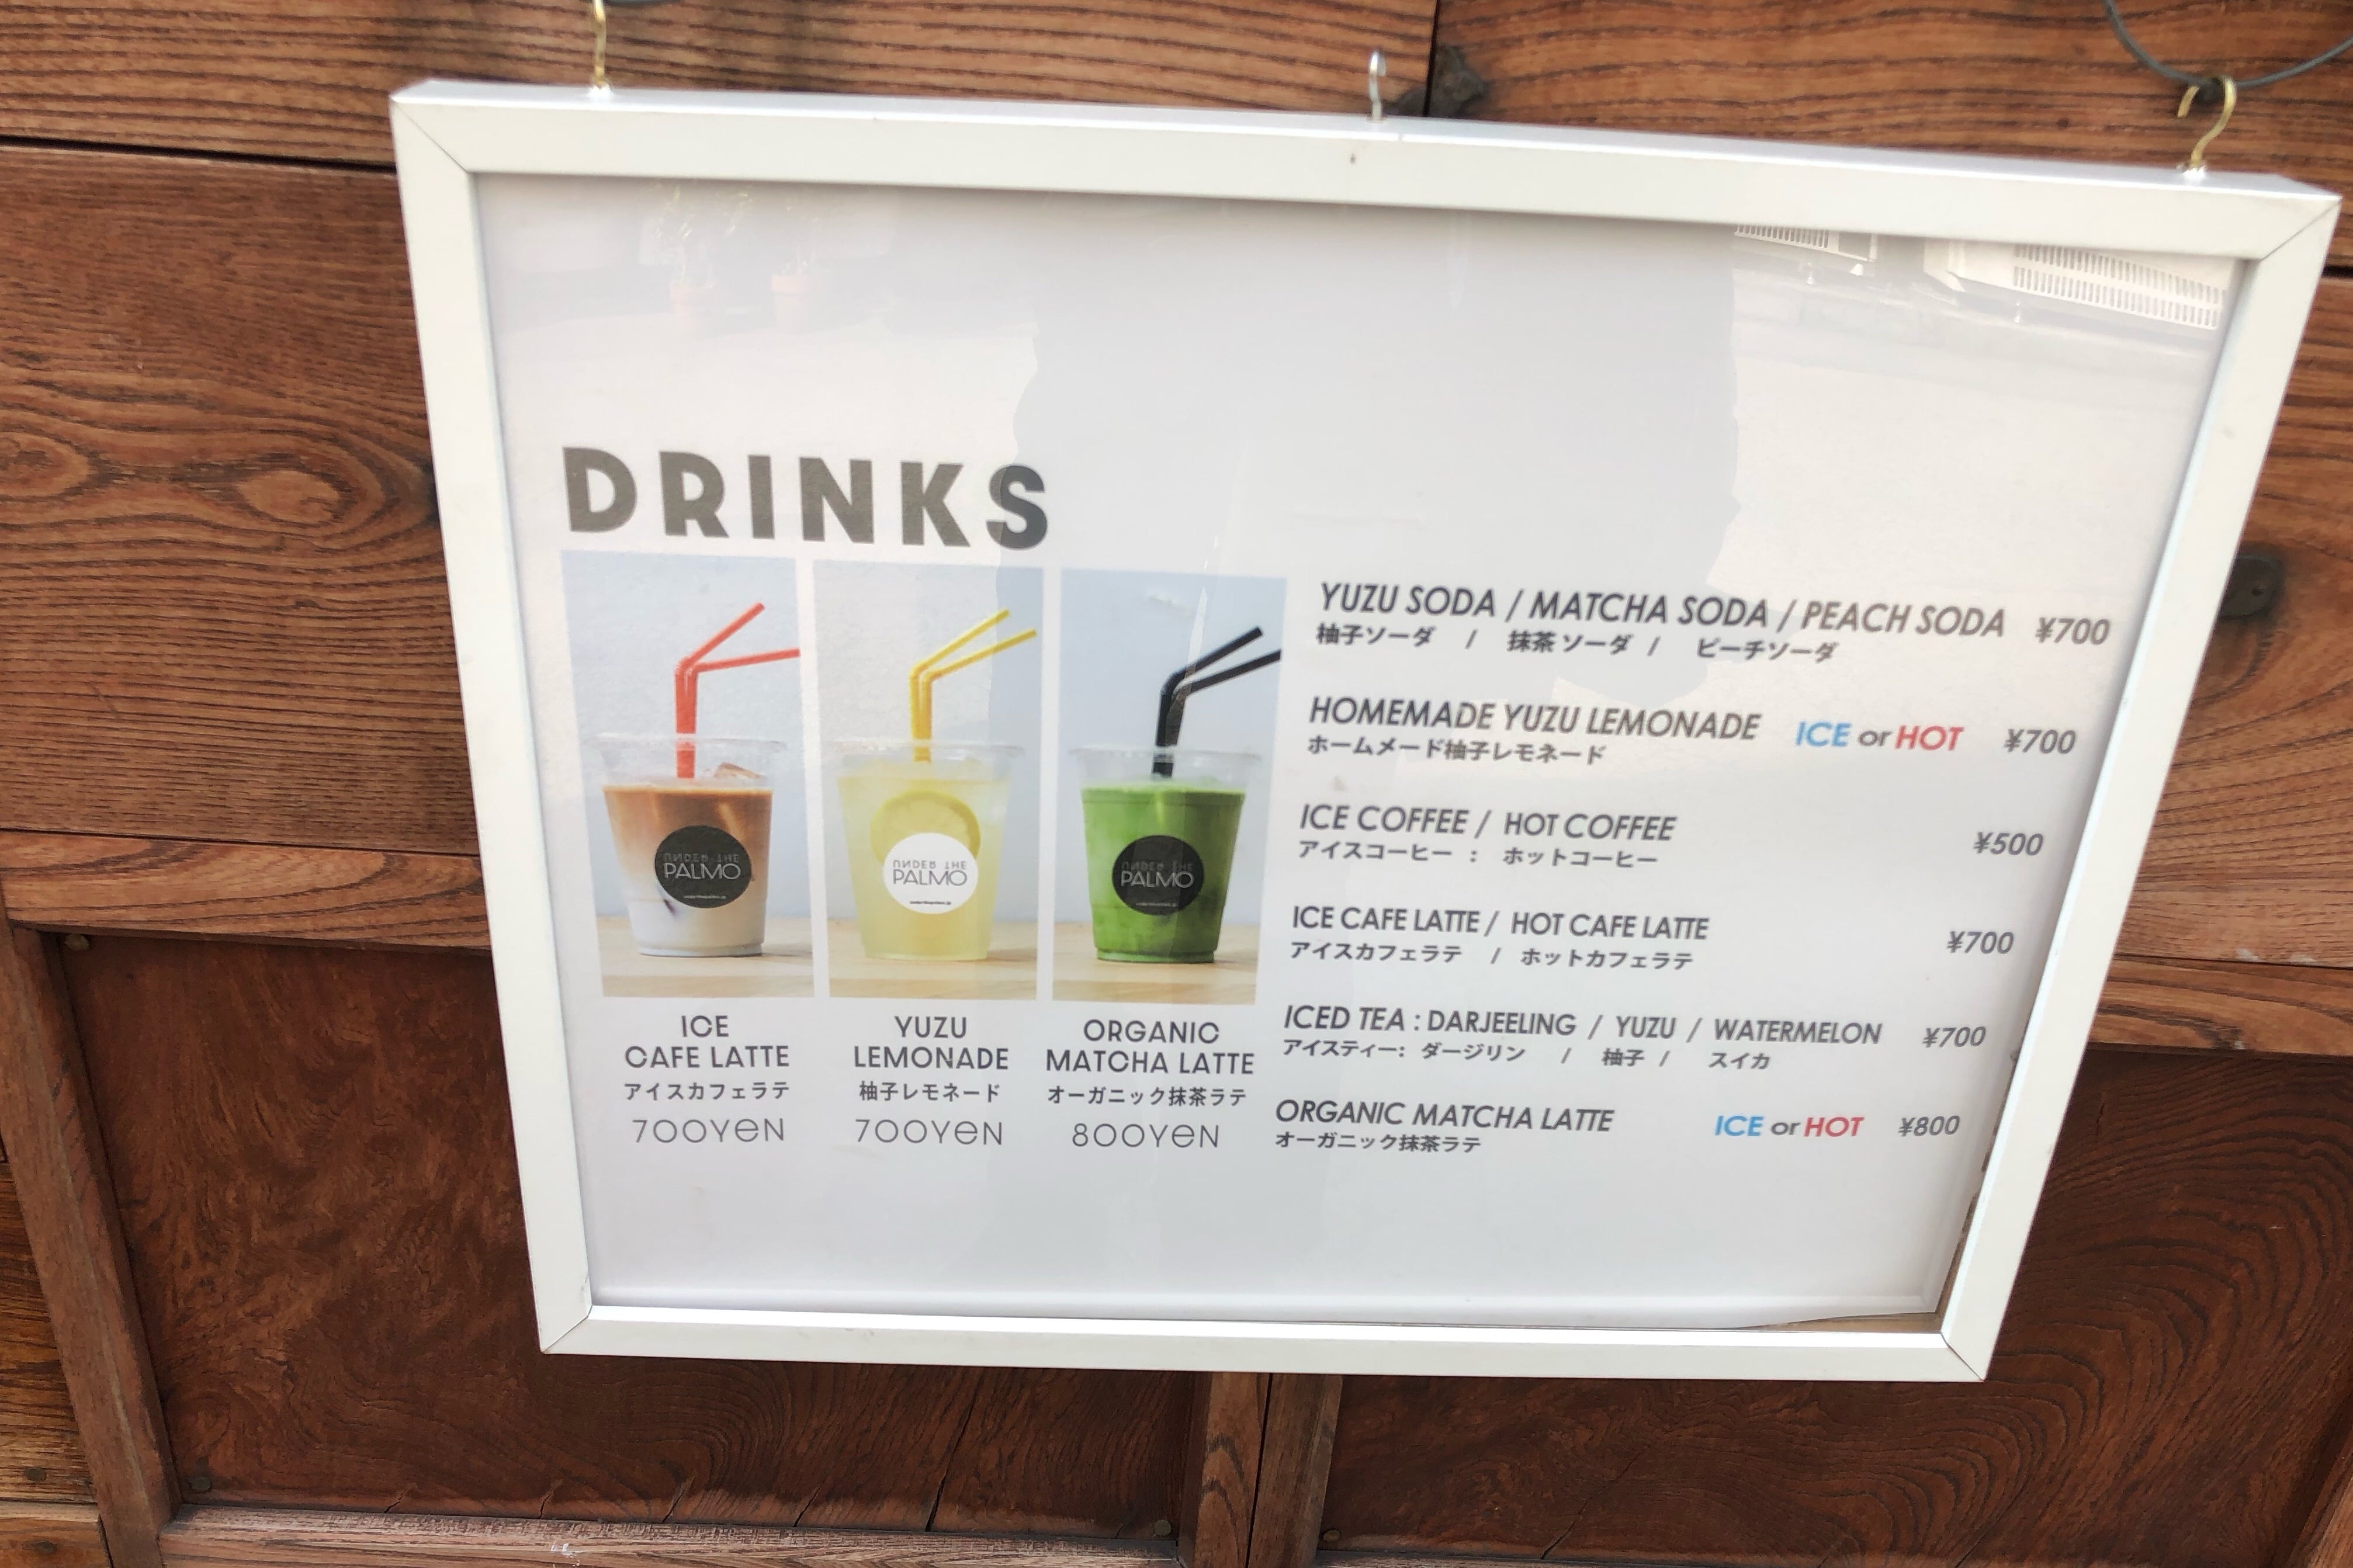 DRINKS
UNDER THE
PALMO
UNDER THE
PALMO
UNDER THE
PALMO
ICE
CAFE LATTE
アイスカフェラテ
700YEN
YUZU
LEMONADE
柚子レモネード
700YEN
ORGANIC
MATCHA LATTE
オーガニック抹茶ラテ
800YEN
YUZU SODA / MATCHA SODA / PEACH SODA ¥700
柚子ソーダ / 抹茶 ソーダ / ピーチソーダ
HOMEMADE YUZU LEMONADE ICE or HOT ¥700
ホームメード柚子レモネード
ICE COFFEE / HOT COFFEE ¥500
アイスコーヒー : ホットコーヒー
ICE CAFE LATTE / HOT CAFE LATTE ¥700
アイスカフェラテ / ホットカフェラテ
ICED TEA : DARJEELING / YUZU / WATERMELON ¥700
アイスティー: ダージリン / 柚子 / スイカ
ORGANIC MATCHA LATTE ICE or HOT ¥800
オーガニック抹茶ラテ